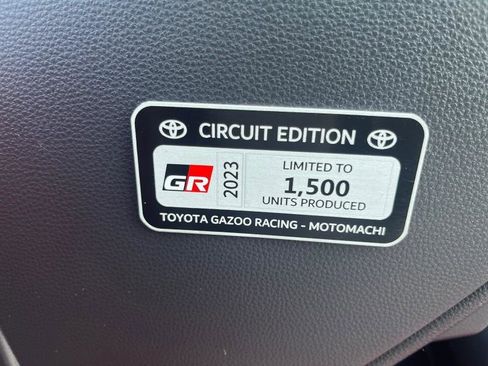 CIRCUIT EDITION
GR
2023
LIMITED TO
1,500
UNITS PRODUCED
TOYOTA GAZOO RACING - MOTOMACHI